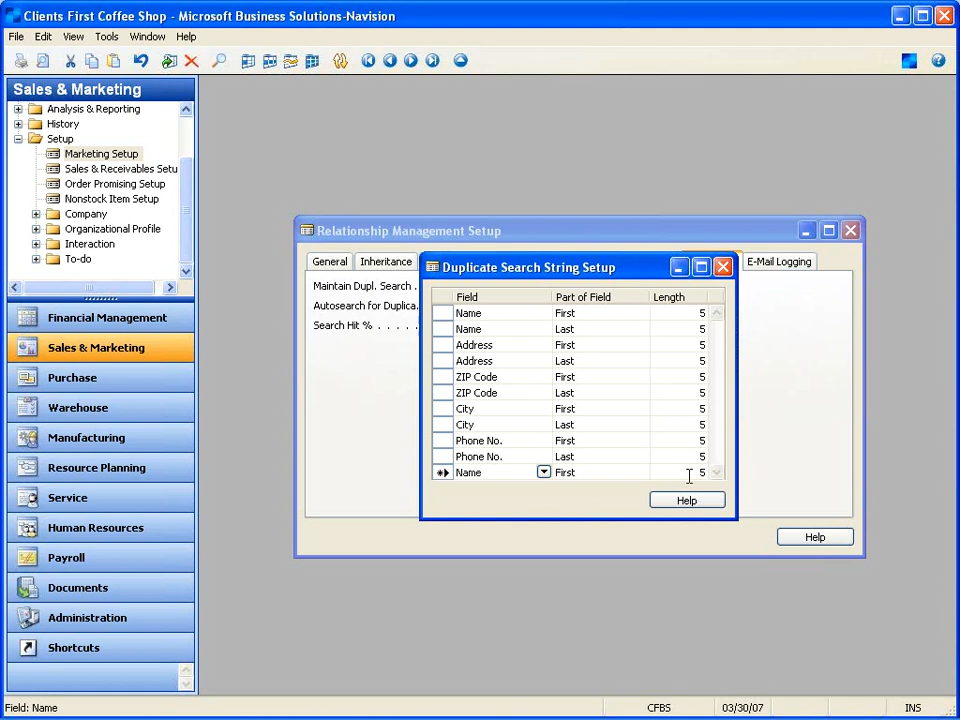 Clients First Coffee Shop - Microsoft Business Solutions-Navision
File Edit View Tools Window Help
Sales & Marketing
Analysis & Reporting
History
Setup
Marketing Setup
Sales & Receivables Setu
Order Promising Setup
Nonstock Item Setup
Company
Organizational Profile
Interaction
To-do
Financial Management
Sales & Marketing
Purchase
Warehouse
Manufacturing
Resource Planning
Service
Human Resources
Payroll
Documents
Administration
Shortcuts
Relationship Management Setup
General Inheritance E-Mail Logging
Maintain Dupl. Search .
Autosearch for Duplica.
Search Hit % . . . . .
Help
Duplicate Search String Setup
Field Part of Field Length
Name First 5
Name Last 5
Address First 5
Address Last 5
ZIP Code First 5
ZIP Code Last 5
City First 5
City Last 5
Phone No. First 5
Phone No. Last 5
Name First 5
Help
Field: Name CFBS 03/30/07 INS